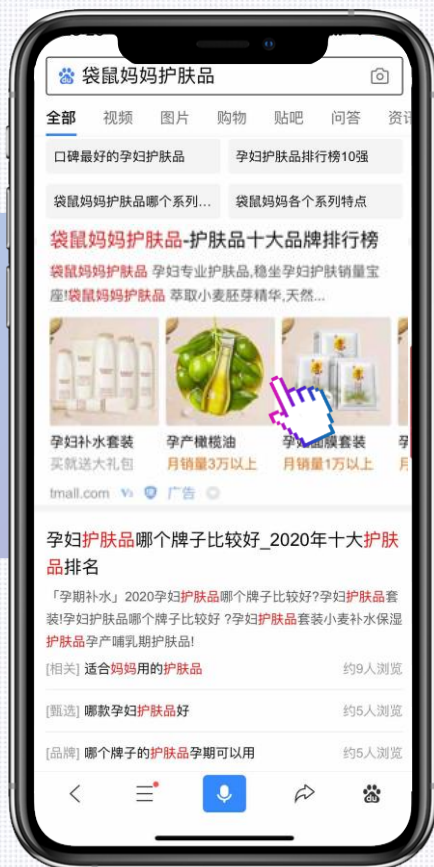 袋鼠妈妈护肤品
全部 视频 图片 购物 贴吧 问答 资讯
口碑最好的孕妇护肤品 孕妇护肤品排行榜10强
袋鼠妈妈护肤品哪个系列... 袋鼠妈妈各个系列特点
袋鼠妈妈护肤品-护肤品十大品牌排行榜
袋鼠妈妈护肤品 孕妇专业护肤品,稳坐孕妇护肤销量宝
座!袋鼠妈妈护肤品 萃取小麦胚芽精华,天然...
孕妇补水套装 孕产橄榄油 孕妇面膜套装 孕
买就送大礼包 月销量3万以上 月销量1万以上 月
tmall.com V3 广告
孕妇护肤品哪个牌子比较好_2020年十大护肤
品排名
「孕期补水」2020孕妇护肤品哪个牌子比较好?孕妇护肤品套
装!孕妇护肤品哪个牌子比较好 ?孕妇护肤品套装小麦补水保湿
护肤品孕产哺乳期护肤品!
[相关] 适合妈妈用的护肤品 约9人浏览
[甄选] 哪款孕妇护肤品好 约5人浏览
[品牌] 哪个牌子的护肤品孕期可以用 约5人浏览
du